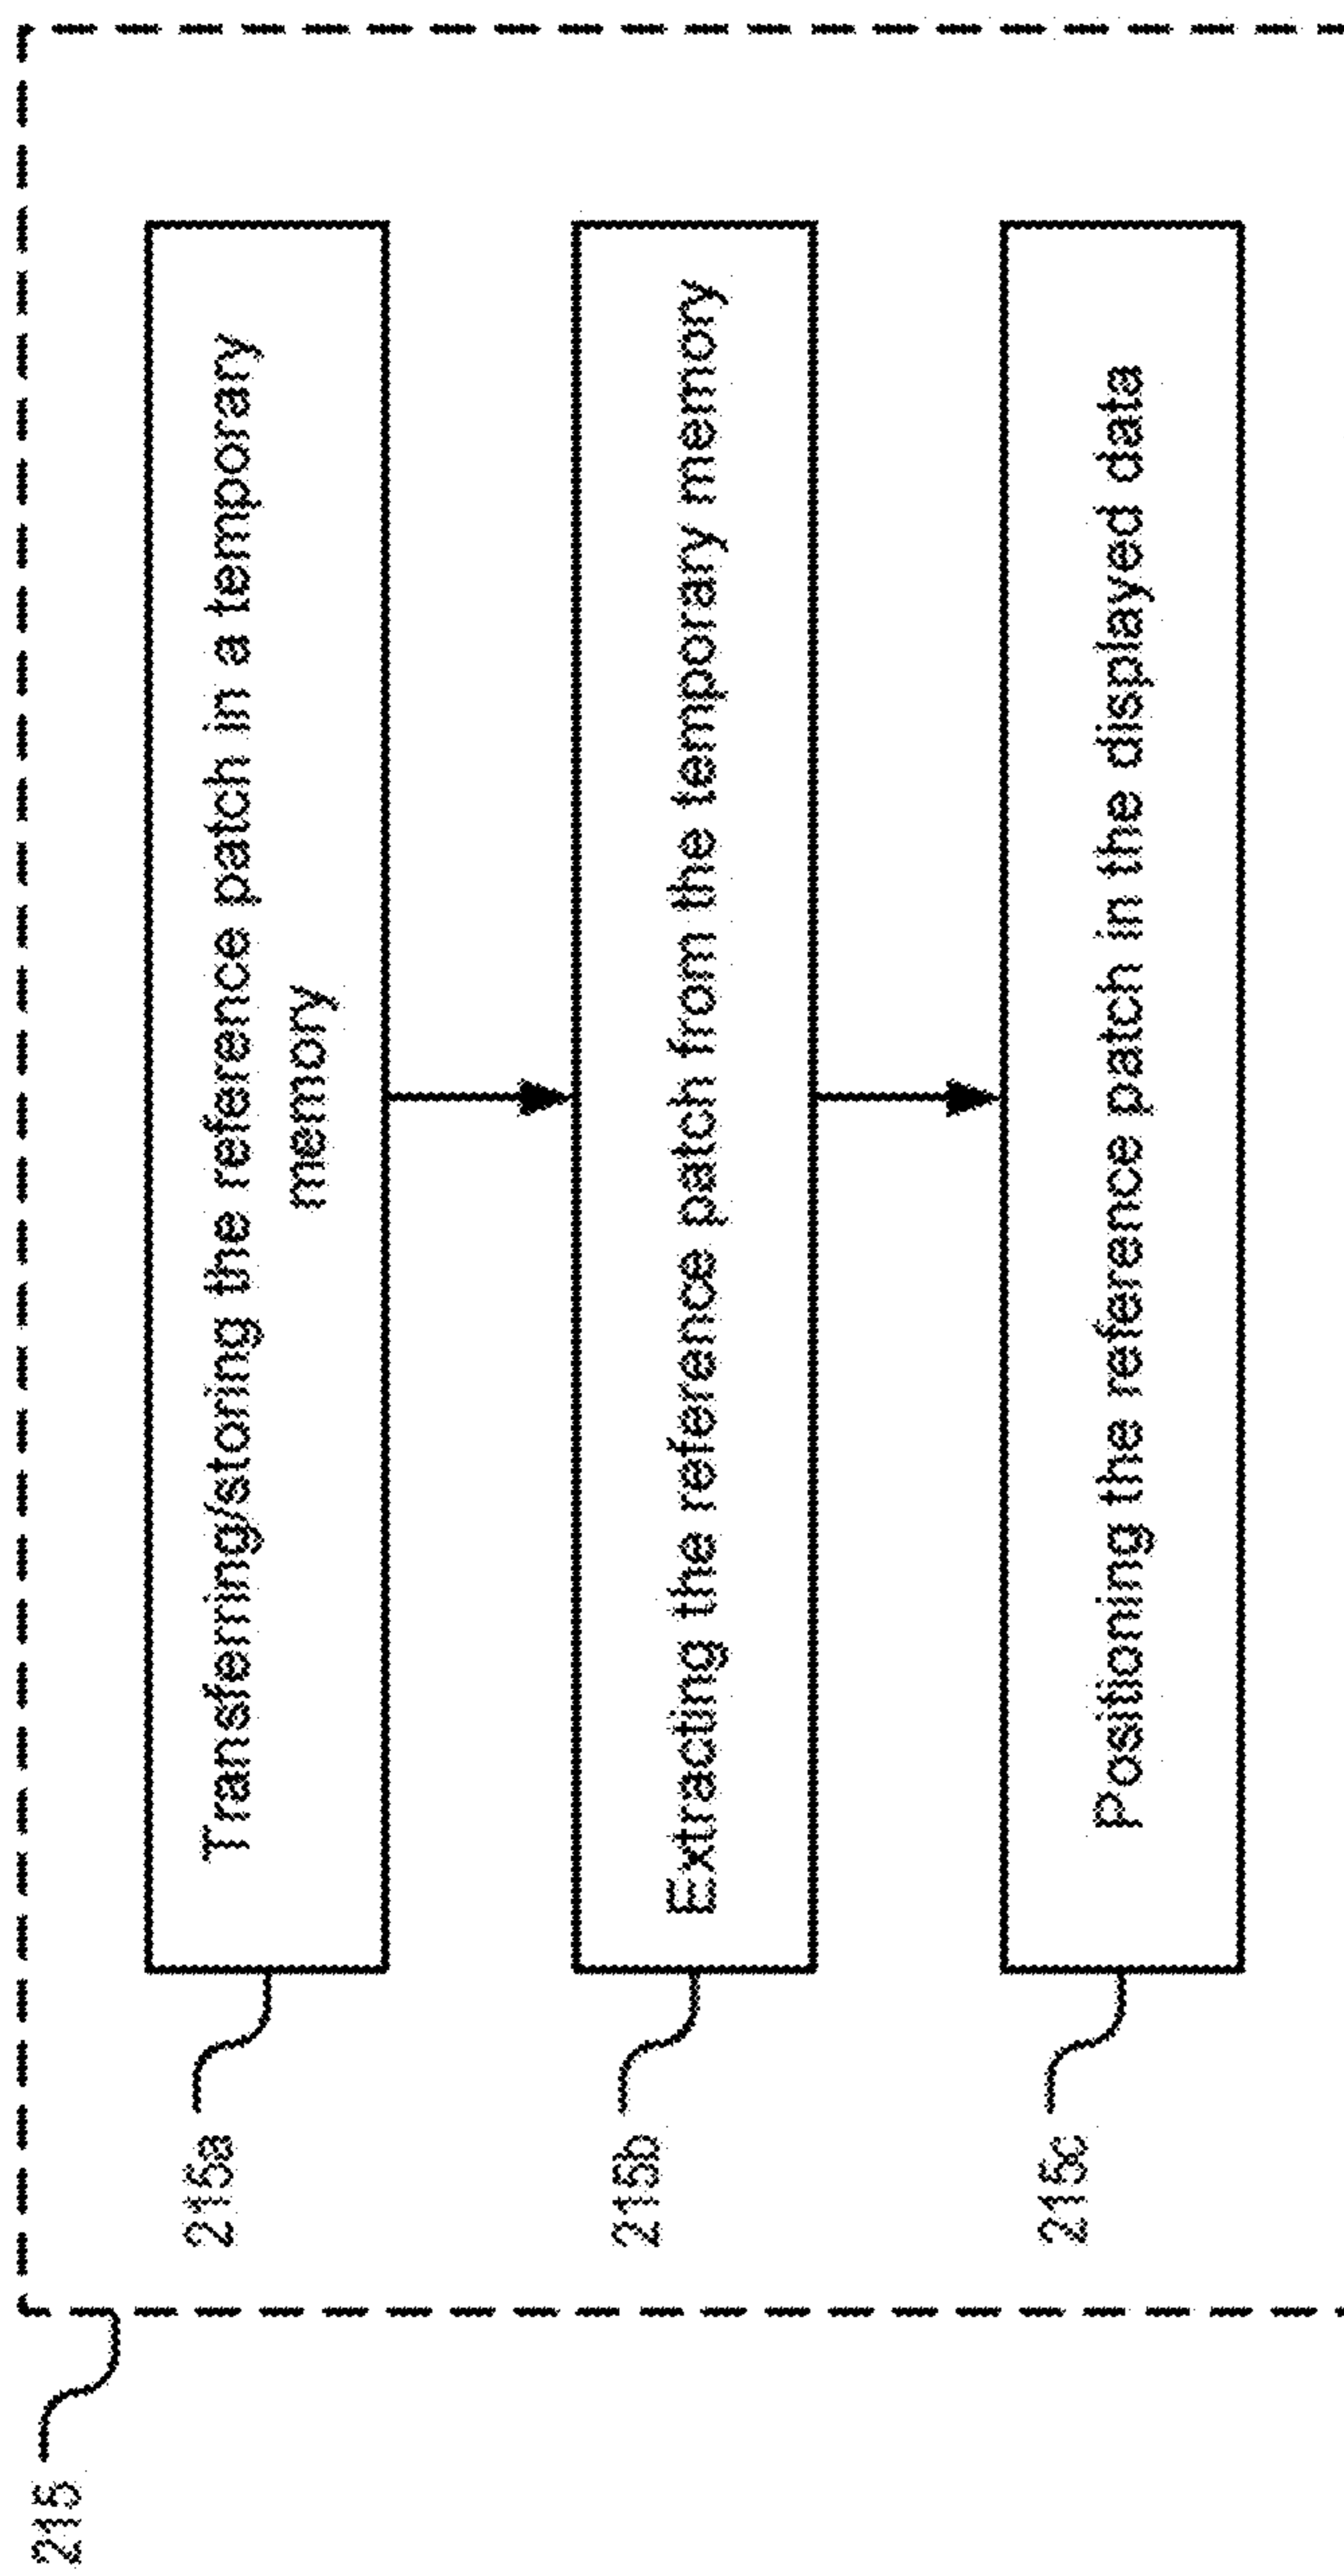 215
215a
Transferring/storing the reference patch in a temporary
memory
215b
Extracting the reference patch from the temporary memory
215c
Positioning the reference patch in the displayed data